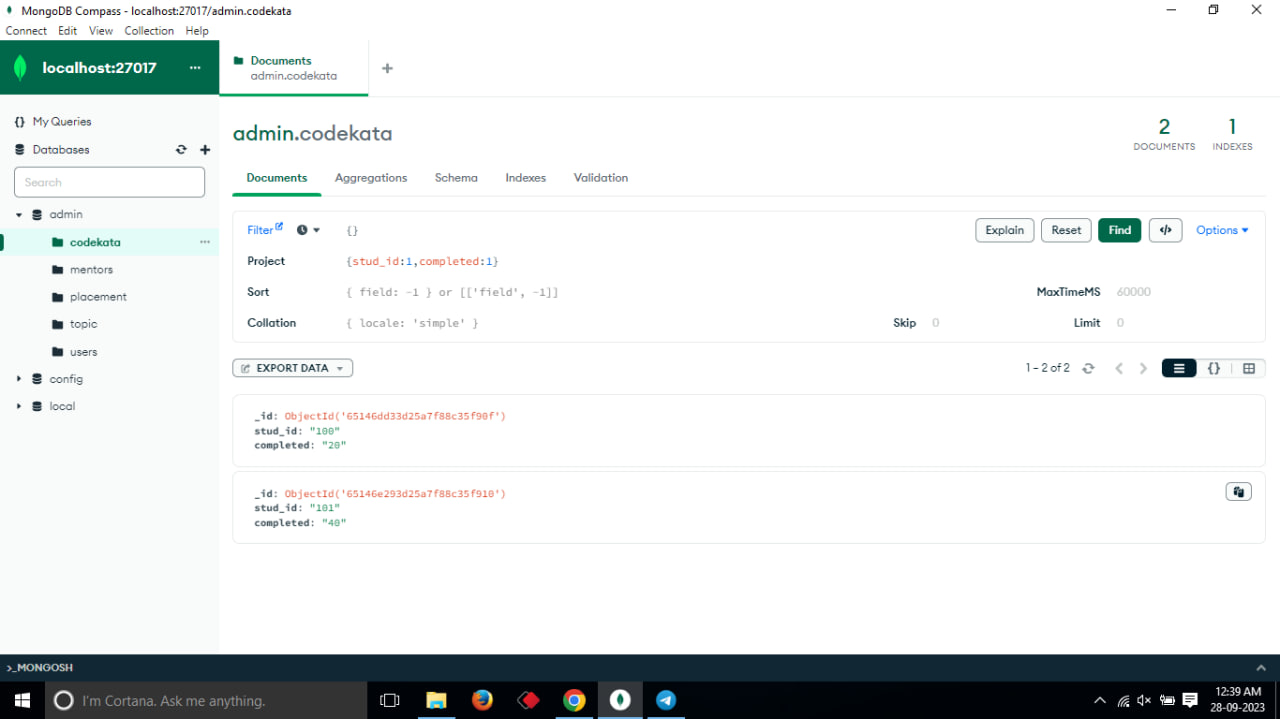 MongoDB Compass - localhost:27017/admin.codekata
Connect Edit View Collection Help
localhost:27017 ...
Documents
admin.codekata
+
{} My Queries
Databases
Search
admin
codekata ...
mentors
placement
topic
users
config
local
admin.codekata
2
DOCUMENTS
1
INDEXES
Documents Aggregations Schema Indexes Validation
Filter {} Explain Reset Find </> Options
Project {stud_id:1,completed:1}
Sort { field: -1 } or [['field', -1]] MaxTimeMS 60000
Collation { locale: 'simple' } Skip 0 Limit 0
EXPORT DATA 1 – 2 of 2 {}
_id: ObjectId('65146dd33d25a7f88c35f90f')
stud_id: "100"
completed: "20"
_id: ObjectId('65146e293d25a7f88c35f910')
stud_id: "101"
completed: "40"
>_MONGOSH
I'm Cortana. Ask me anything.
12:39 AM
28-09-2023